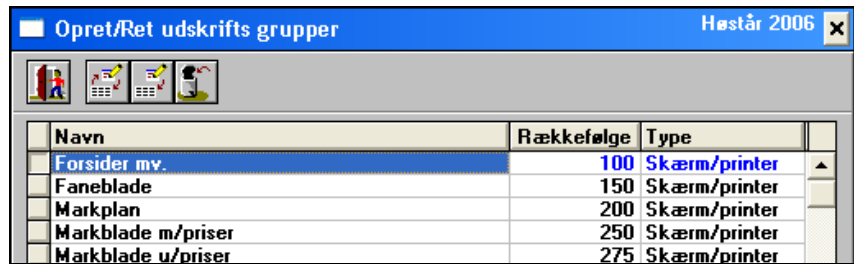 Opret/Ret udskrifts grupper Høstår 2006
Navn Rækkefølge Type
Forsider mv. 100 Skærm/printer
Faneblade 150 Skærm/printer
Markplan 200 Skærm/printer
Markblade m/priser 250 Skærm/printer
Markblade u/priser 275 Skærm/printer